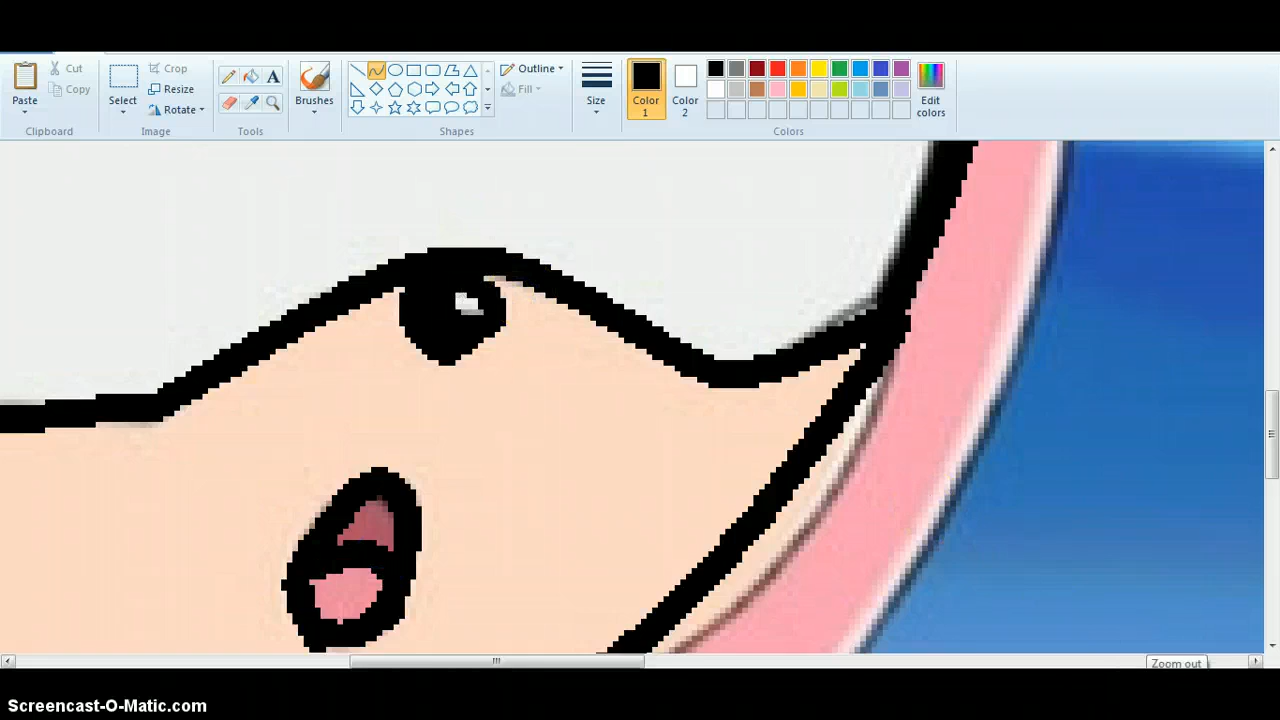 Paste
Cut
Copy
Clipboard
Select
Crop
Resize
Rotate
Image
A
Tools
Brushes
Outline
Fill
Shapes
Size
Color 1
Color 2
Edit colors
Colors
Zoom out
Screencast-O-Matic.com